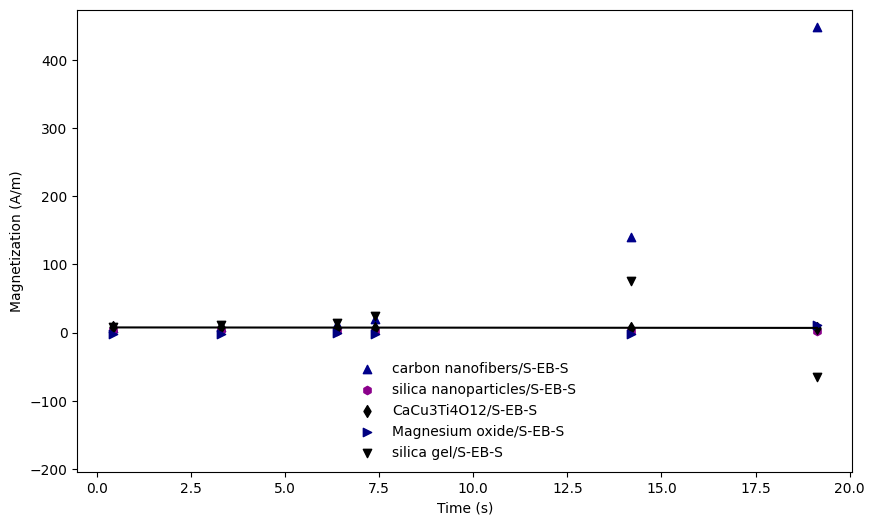 400
300
200
100
0
−100
−200
Magnetization (A/m)
carbon nanofibers/S-EB-S
silica nanoparticles/S-EB-S
CaCu3Ti4O12/S-EB-S
Magnesium oxide/S-EB-S
silica gel/S-EB-S
0.0 2.5 5.0 7.5 10.0 12.5 15.0 17.5 20.0
Time (s)